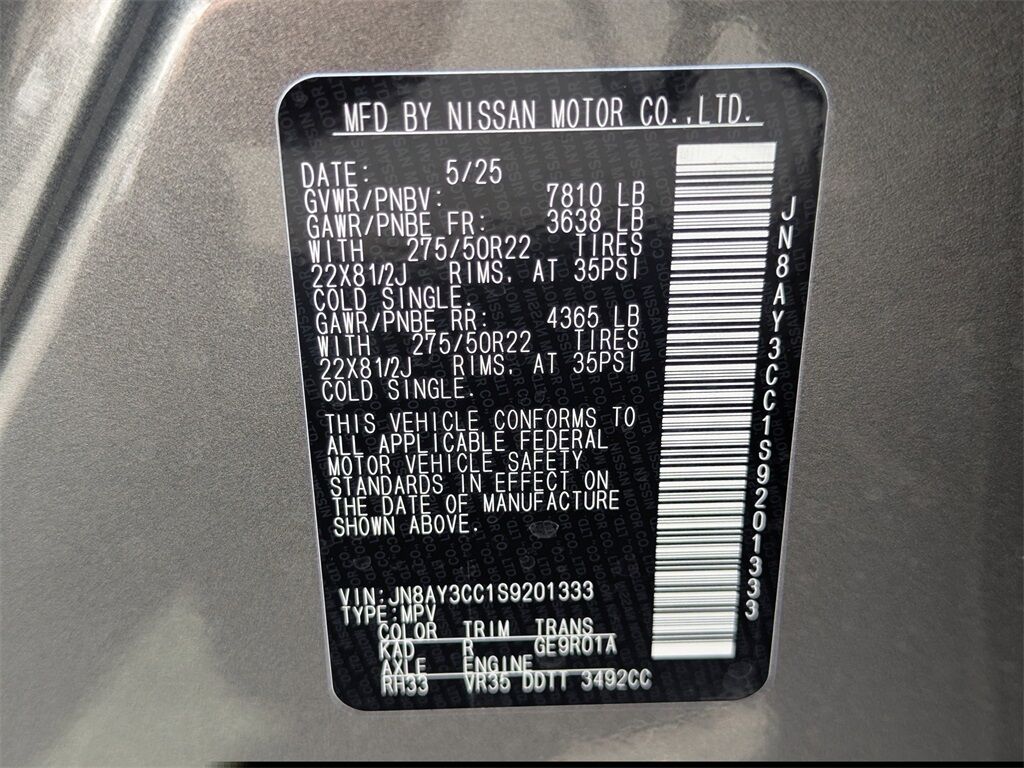 MFD BY NISSAN MOTOR CO.,LTD.
DATE: 5/25
GVWR/PNBV: 7810 LB
GAWR/PNBE FR: 3638 LB
WITH 275/50R22 TIRES
22X81/2J RIMS, AT 35PSI
COLD SINGLE.
GAWR/PNBE RR: 4365 LB
WITH 275/50R22 TIRES
22X81/2J RIMS, AT 35PSI
COLD SINGLE.
THIS VEHICLE CONFORMS TO
ALL APPLICABLE FEDERAL
MOTOR VEHICLE SAFETY
STANDARDS IN EFFECT ON
THE DATE OF MANUFACTURE
SHOWN ABOVE.
VIN:JN8AY3CC1S9201333
TYPE:MPV
COLOR TRIM TRANS
KAD R GE9R01A
AXLE ENGINE
RH33 VR35 DDTT 3492CC
JN8AY3CC1S9201333